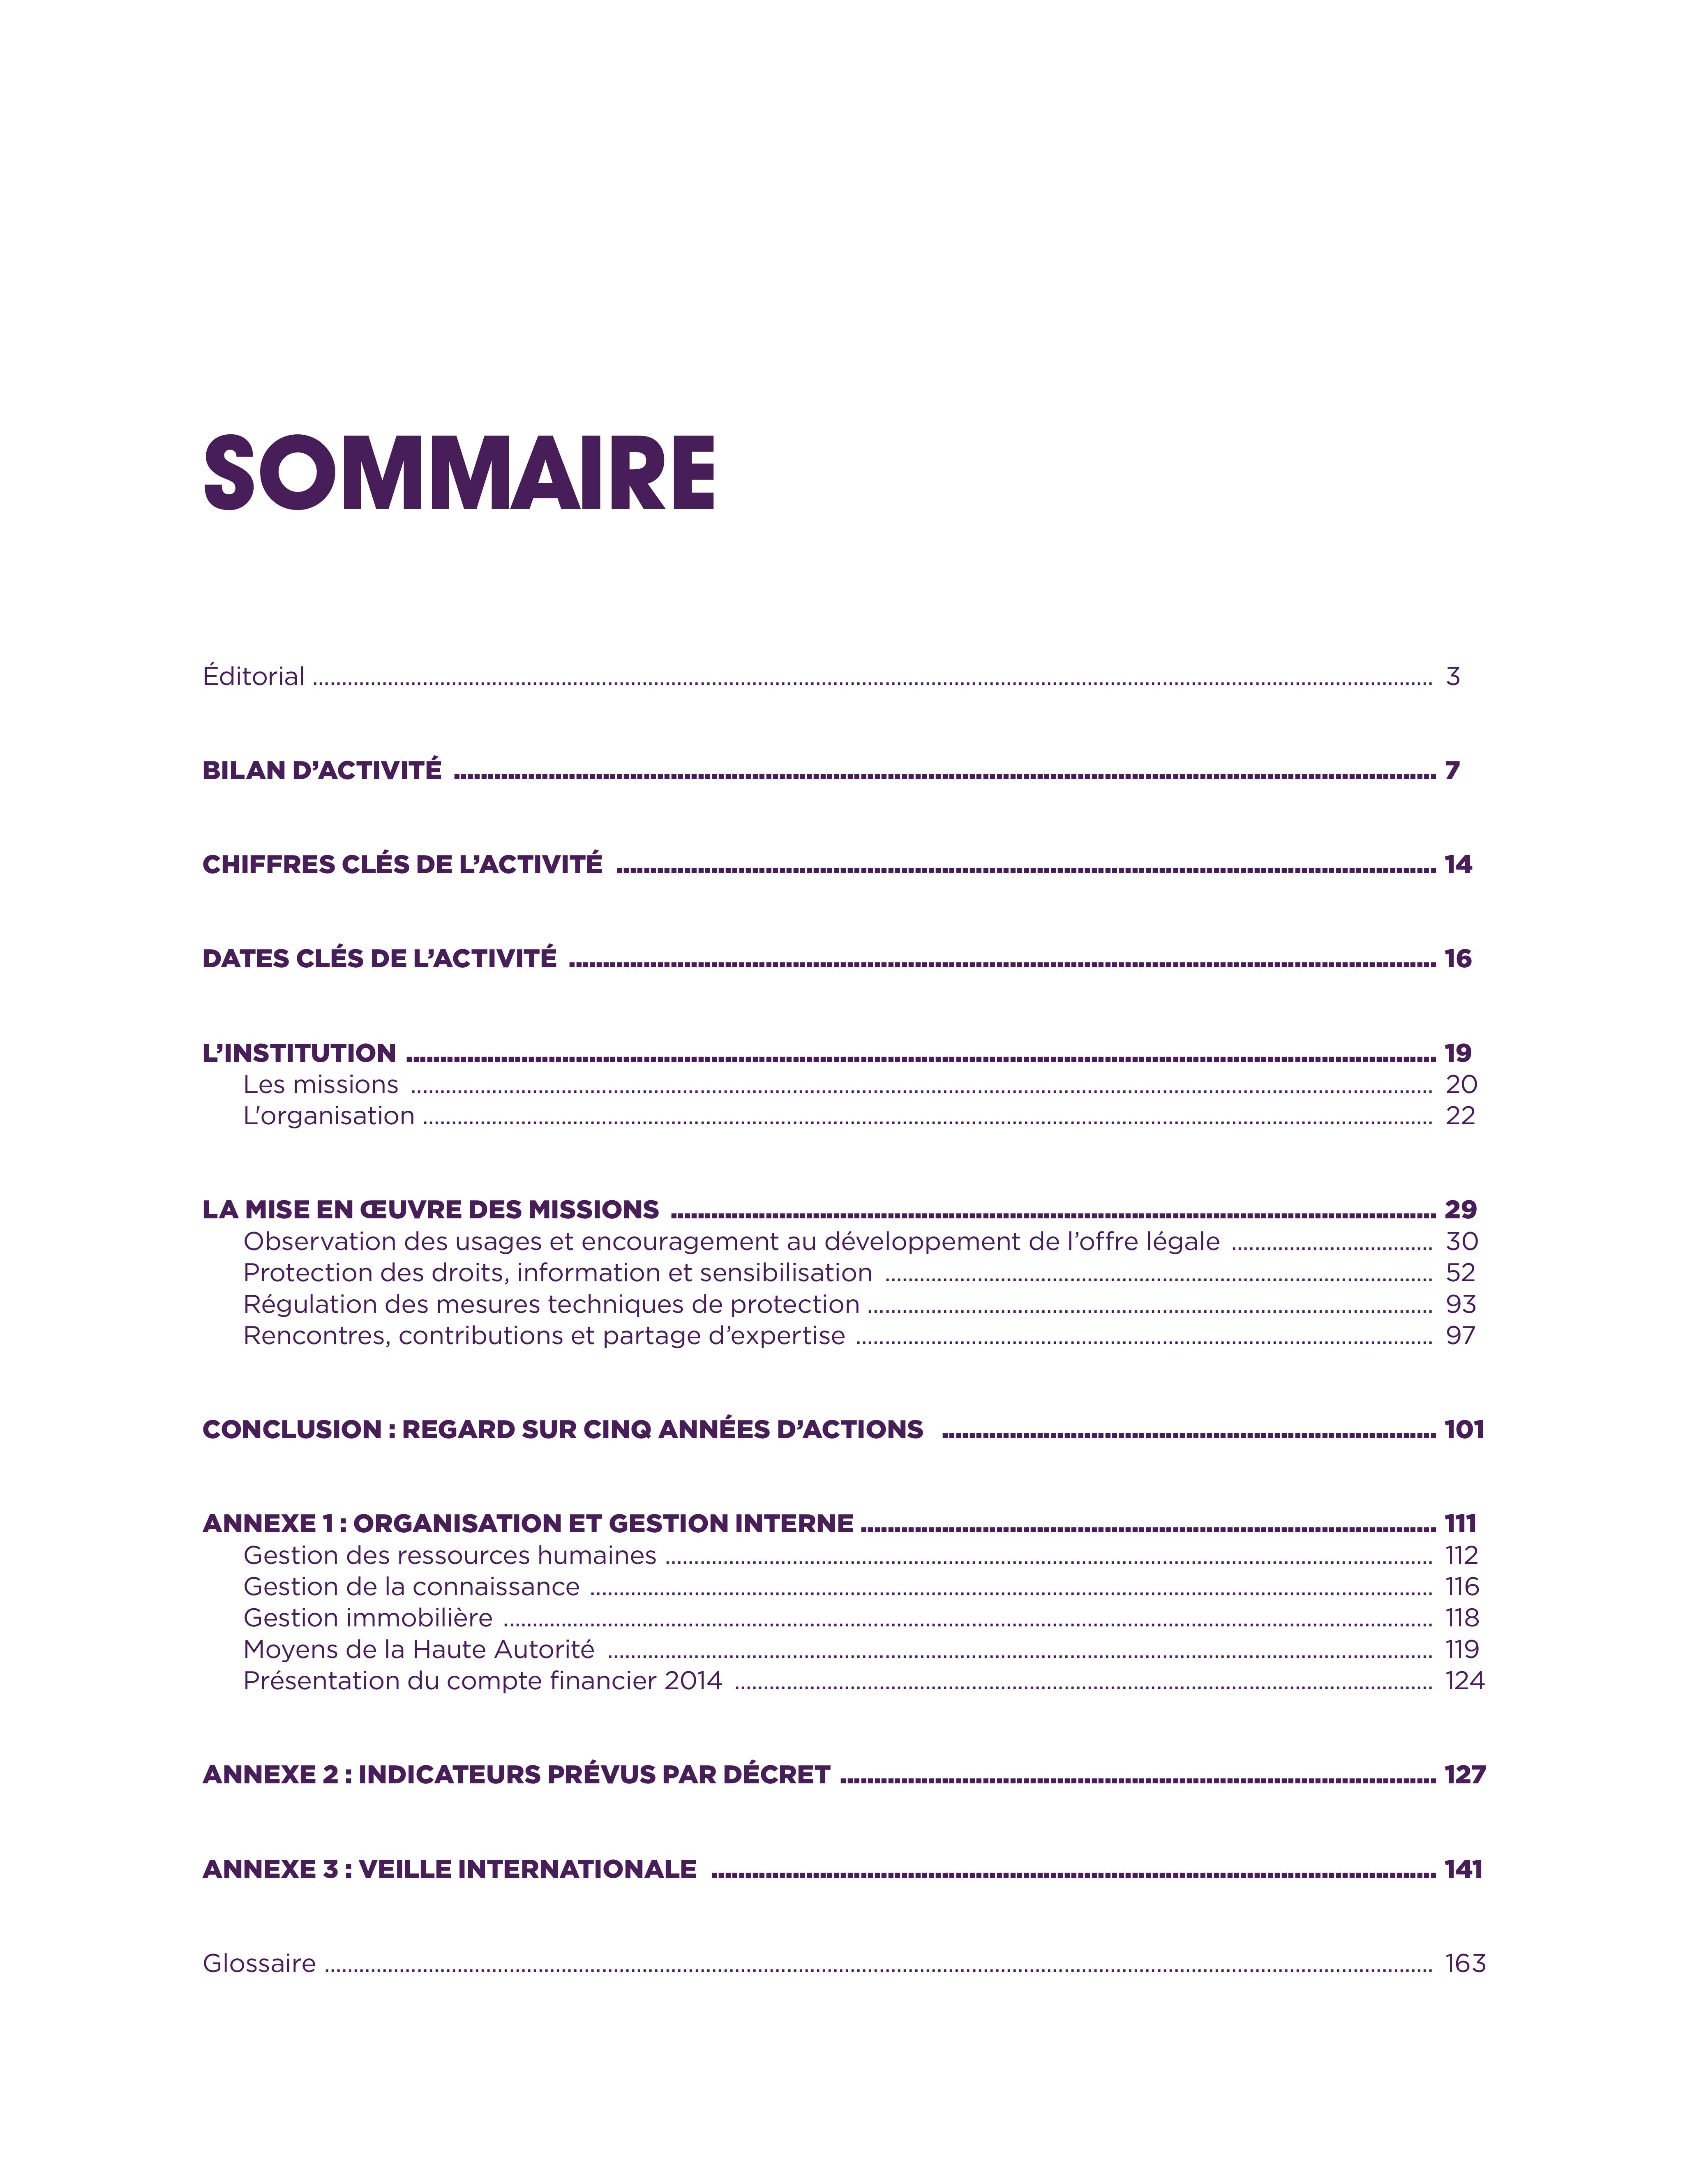 SOMMAIRE
Éditorial ........ 3
BILAN D’ACTIVITÉ ........ 7
CHIFFRES CLÉS DE L’ACTIVITÉ ........ 14
DATES CLÉS DE L’ACTIVITÉ ........ 16
L’INSTITUTION ........ 19
Les missions ........ 20
L'organisation ........ 22
LA MISE EN ŒUVRE DES MISSIONS ........ 29
Observation des usages et encouragement au développement de l’offre légale ........ 30
Protection des droits, information et sensibilisation ........ 52
Régulation des mesures techniques de protection ........ 93
Rencontres, contributions et partage d’expertise ........ 97
CONCLUSION : REGARD SUR CINQ ANNÉES D’ACTIONS ........ 101
ANNEXE 1 : ORGANISATION ET GESTION INTERNE ........ 111
Gestion des ressources humaines ........ 112
Gestion de la connaissance ........ 116
Gestion immobilière ........ 118
Moyens de la Haute Autorité ........ 119
Présentation du compte financier 2014 ........ 124
ANNEXE 2 : INDICATEURS PRÉVUS PAR DÉCRET ........ 127
ANNEXE 3 : VEILLE INTERNATIONALE ........ 141
Glossaire ........ 163